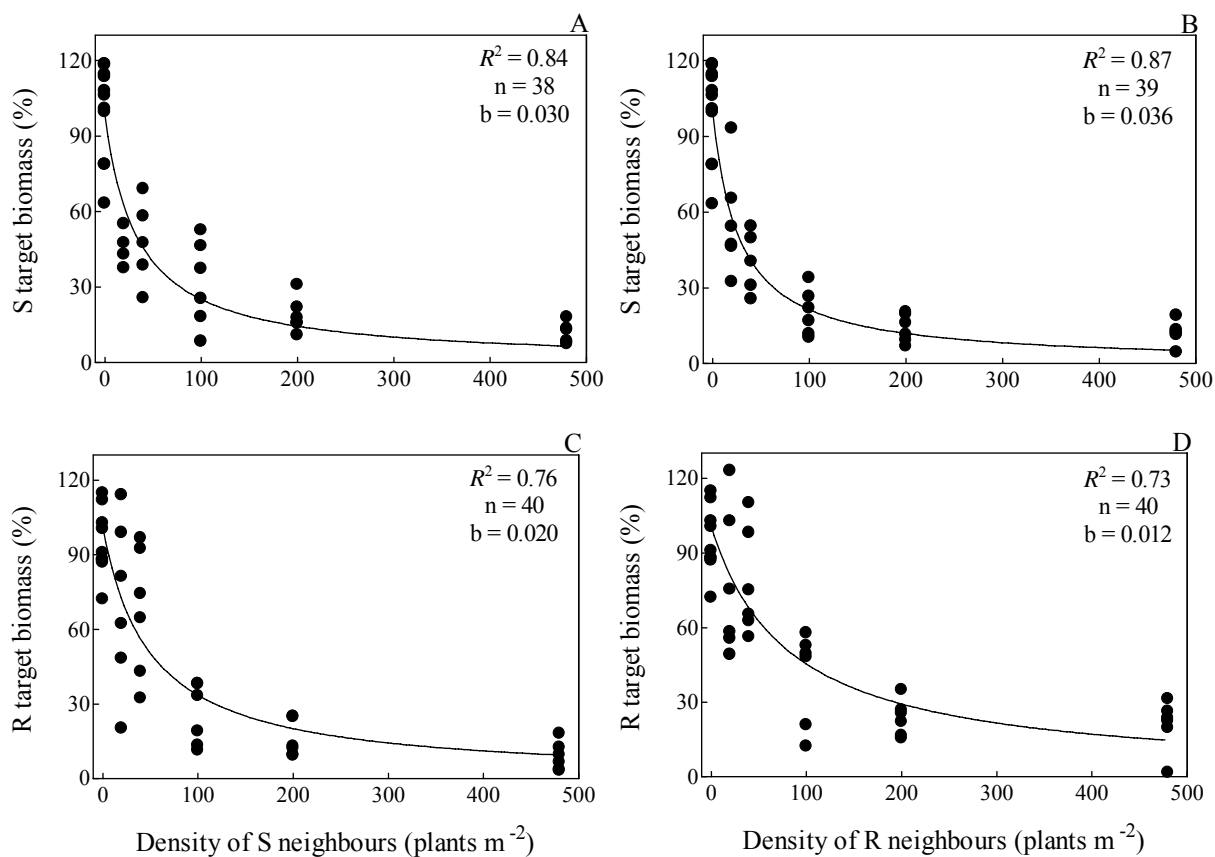 A
R² = 0.84
n = 38
b = 0.030
S target biomass (%)
120
90
60
30
0
0 100 200 300 400 500
B
R² = 0.87
n = 39
b = 0.036
S target biomass (%)
120
90
60
30
0
0 100 200 300 400 500
C
R² = 0.76
n = 40
b = 0.020
R target biomass (%)
120
90
60
30
0
0 100 200 300 400 500
Density of S neighbours (plants m⁻²)
D
R² = 0.73
n = 40
b = 0.012
R target biomass (%)
120
90
60
30
0
0 100 200 300 400 500
Density of R neighbours (plants m⁻²)